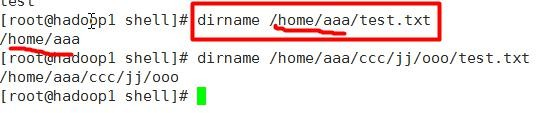 test
[root@hadoop1 shell]# dirname /home/aaa/test.txt
/home/aaa
[root@hadoop1 shell]# dirname /home/aaa/ccc/jj/ooo/test.txt
/home/aaa/ccc/jj/ooo
[root@hadoop1 shell]#